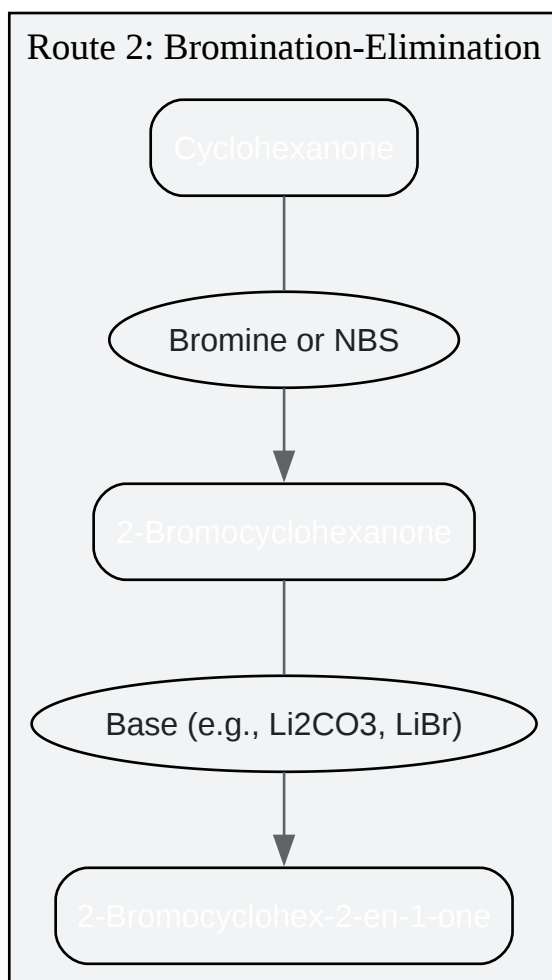 Route 2: Bromination-Elimination
Cyclohexanone
Bromine or NBS
2-Bromocyclohexanone
Base (e.g., Li2CO3, LiBr)
2-Bromocyclohex-2-en-1-one